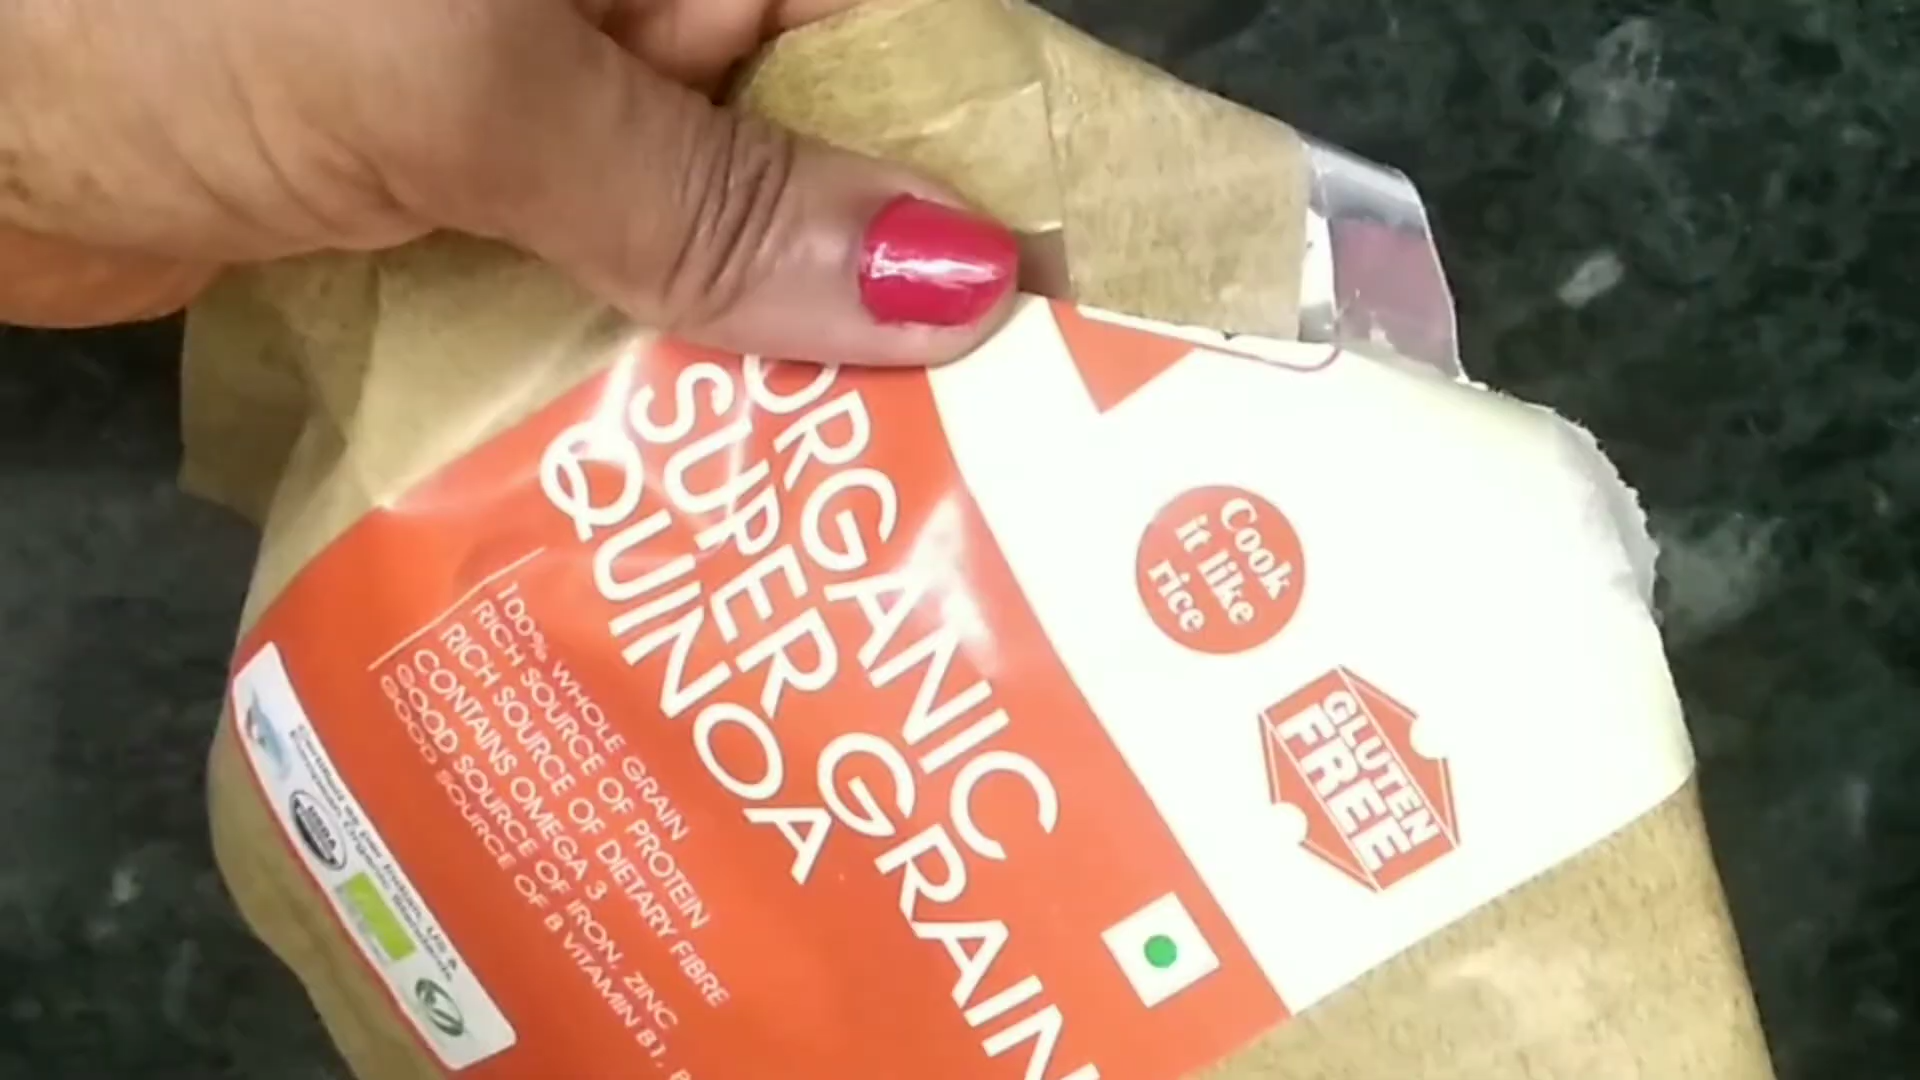 ORGANIC
SUPER GRAIN
QUINOA
100% WHOLE GRAIN
RICH SOURCE OF PROTEIN
RICH SOURCE OF DIETARY FIBRE
CONTAINS OMEGA 3
GOOD SOURCE OF IRON, ZINC
GOOD SOURCE OF B VITAMIN B1,
Cook
it like
rice
GLUTEN
FREE
USDA